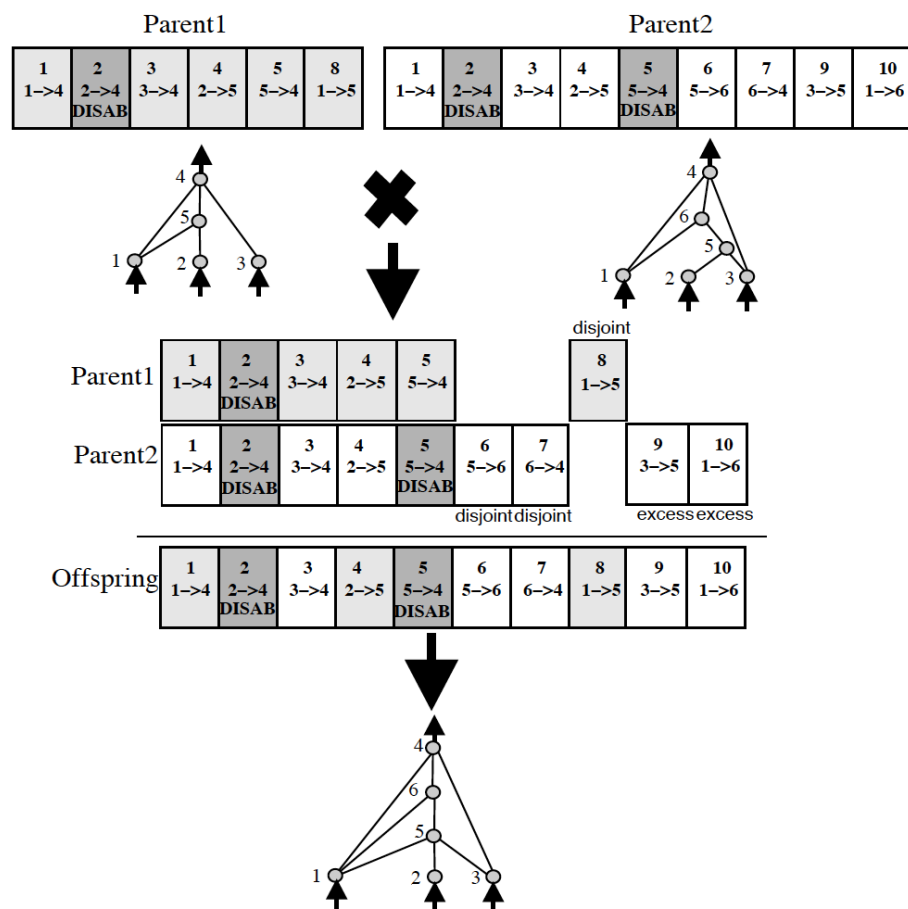 Parent1 Parent2
1 2 3 4 5 8 1 2 3 4 5 6 7 9 10
1->4 2->4 3->4 2->5 5->4 1->5 1->4 2->4 3->4 2->5 5->4 5->6 6->4 3->5 1->6
DISAB DISAB DISAB
4 4
5 6
5
1 2 3 1 2 3
disjoint
Parent1 1 2 3 4 5 8
1->4 2->4 3->4 2->5 5->4 1->5
DISAB
Parent2 1 2 3 4 5 6 7 9 10
1->4 2->4 3->4 2->5 5->4 5->6 6->4 3->5 1->6
DISAB DISAB
disjoint disjoint excess excess
Offspring 1 2 3 4 5 6 7 8 9 10
1->4 2->4 3->4 2->5 5->4 5->6 6->4 1->5 3->5 1->6
DISAB DISAB
4
6
5
1 2 3